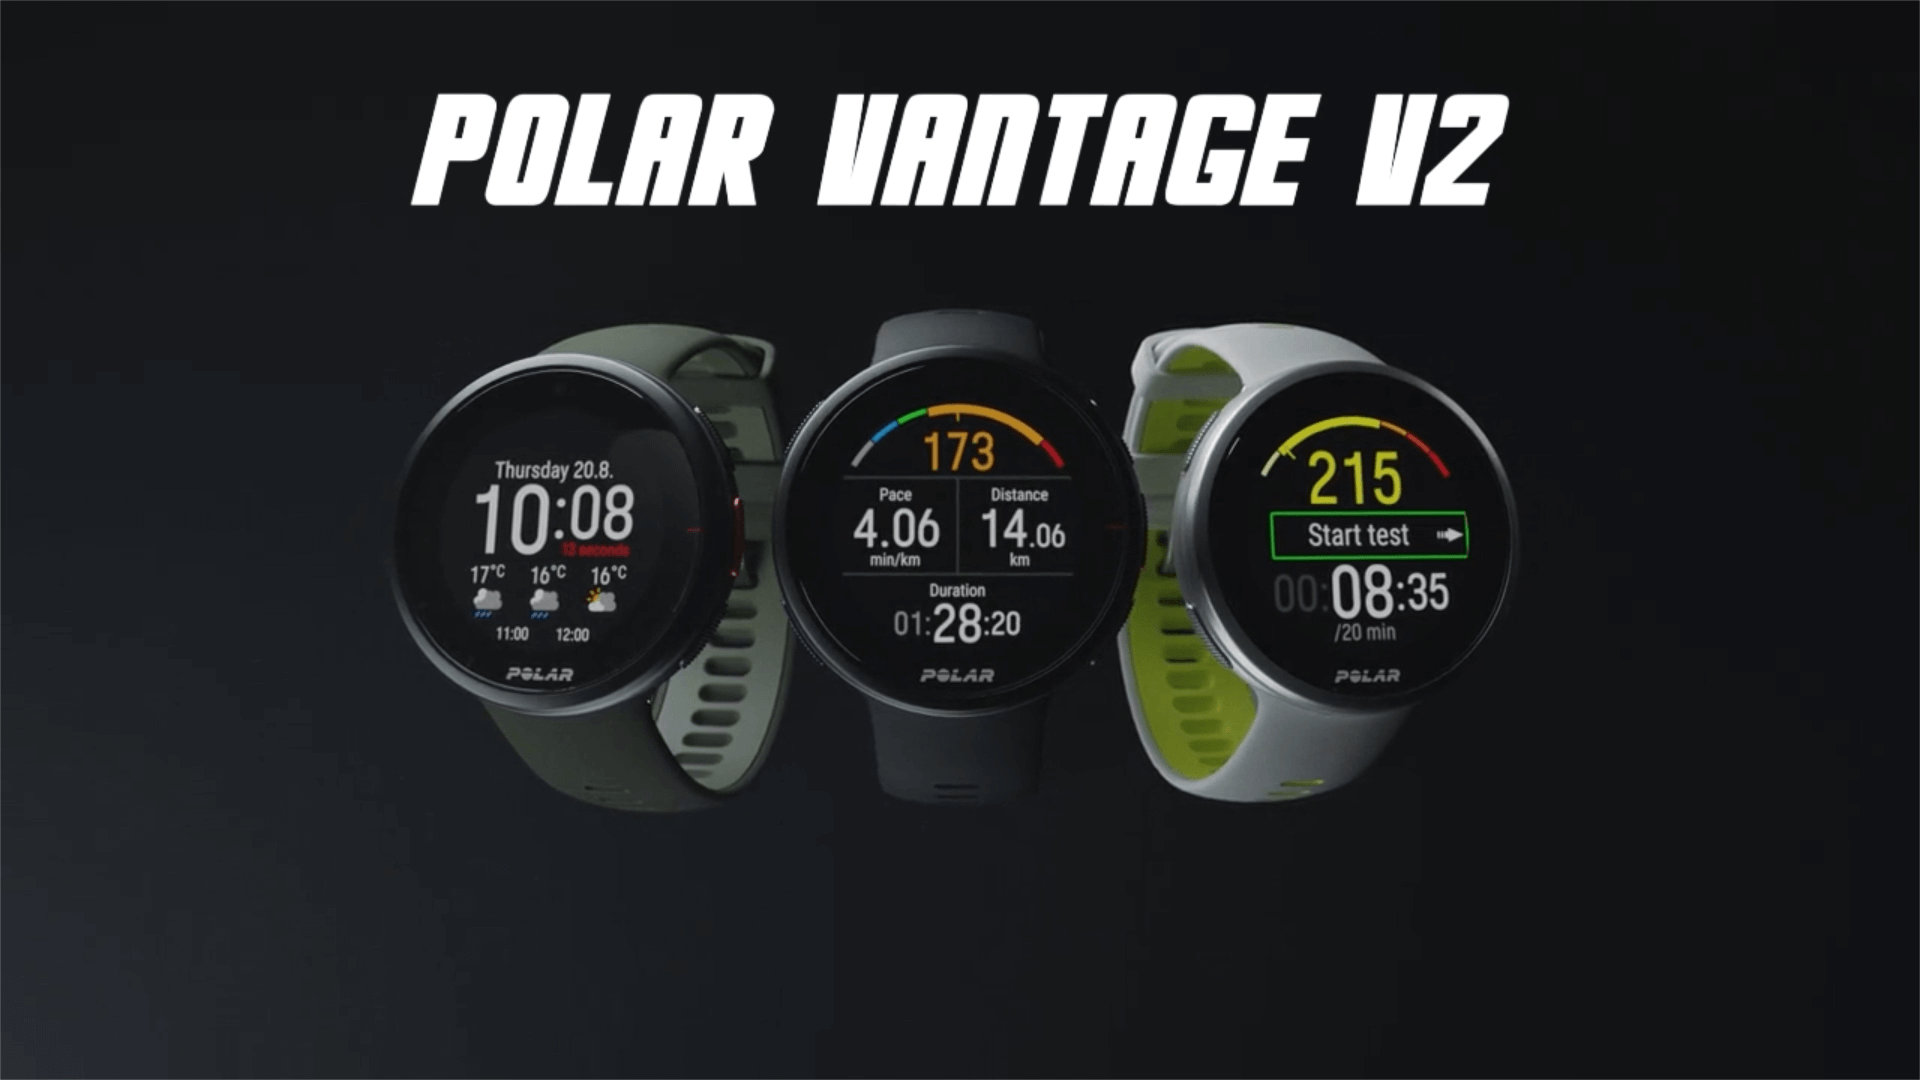 POLAR VANTAGE V2
Thursday 20.8.
10:08
13 seconds
17°C 16°C 16°C
11:00 12:00
POLAR
173
Pace
4.06
min/km
Distance
14.06
km
Duration
01:28:20
POLAR
215
Start test
00:08:35
/20 min
POLAR